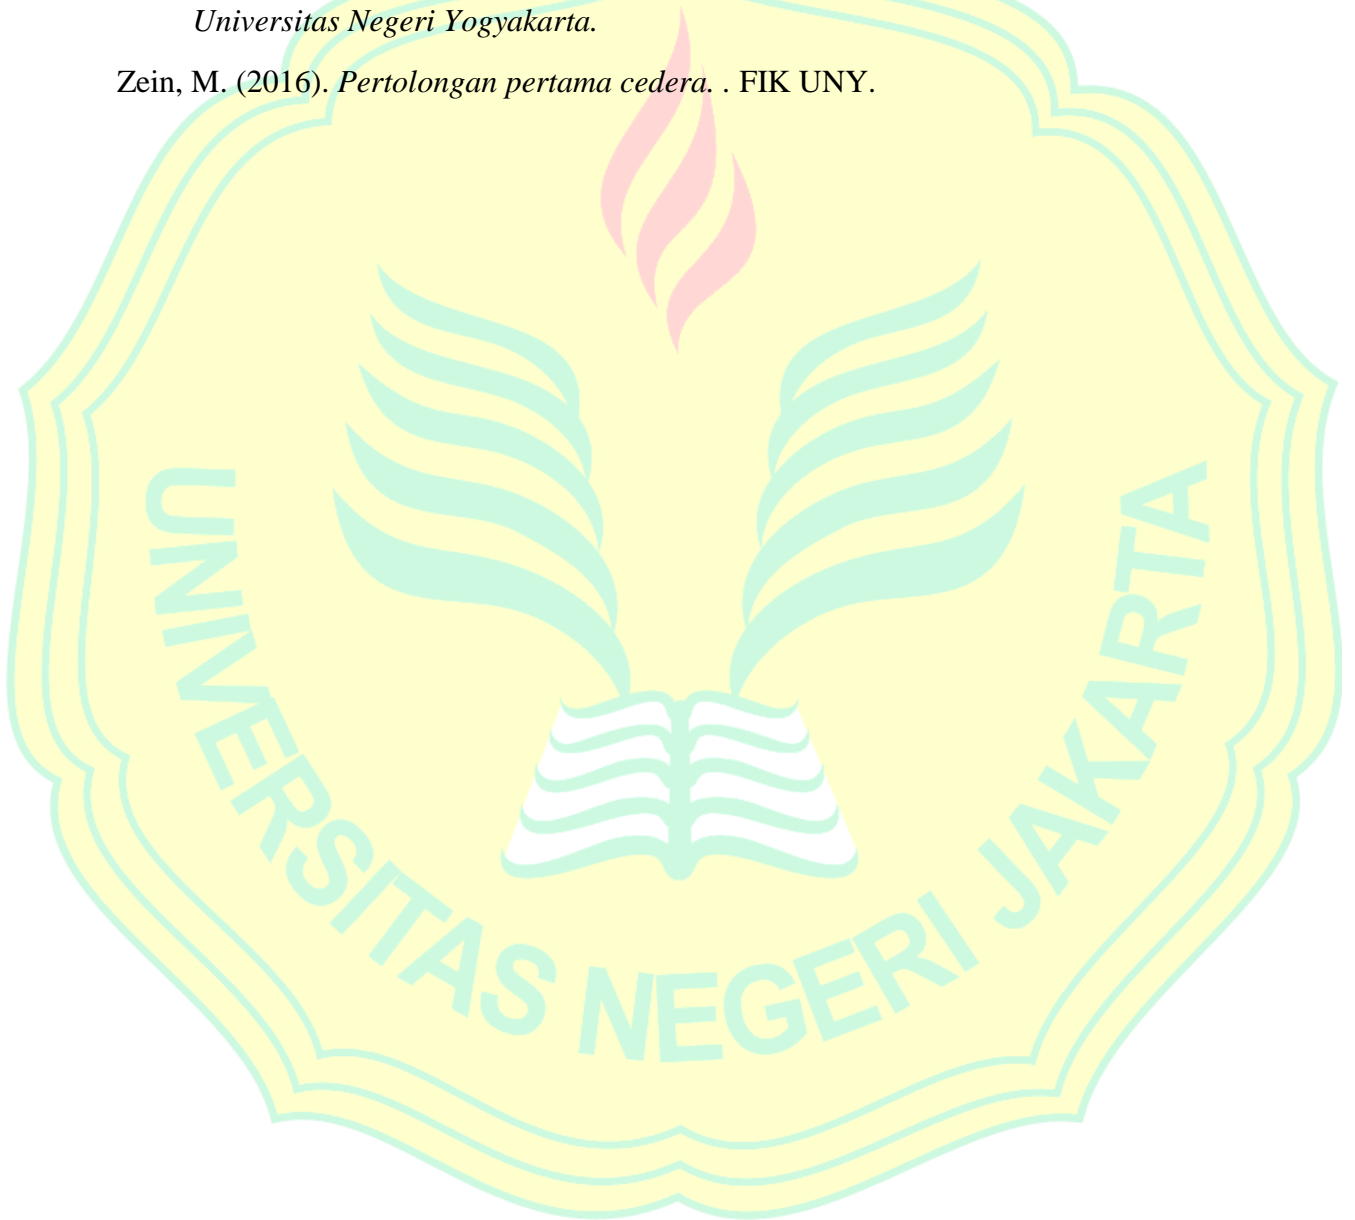 Universitas Negeri Yogyakarta.
Zein, M. (2016). Pertolongan pertama cedera. . FIK UNY.
UNIVERSITAS NEGERI JAKARTA